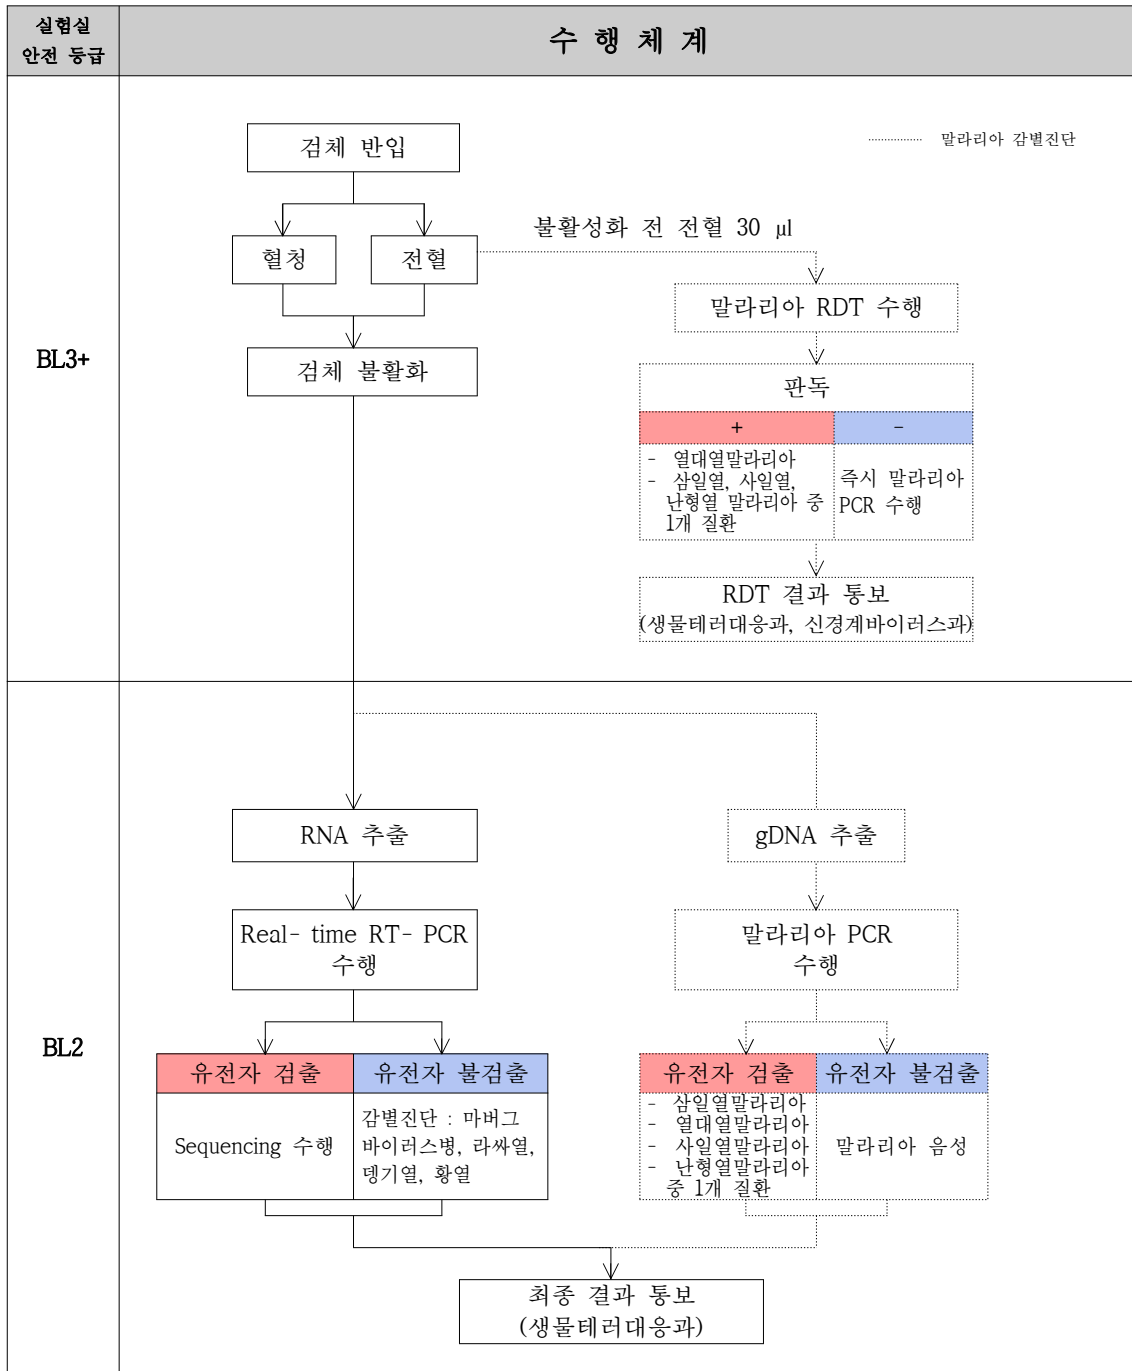 실험실
안전 등급
수 행 체 계
검체 반입
말라리아 감별진단
불활성화 전 전혈 30 μl
혈청
전혈
말라리아 RDT 수행
BL3+
검체 불활화
판독
+
-
- 열대열말라리아
- 삼일열, 사일열,
난형열 말라리아 중
1개 질환
즉시 말라리아
PCR 수행
RDT 결과 통보
(생물테러대응과, 신경계바이러스과)
BL2
RNA 추출
gDNA 추출
Real- time RT- PCR
수행
말라리아 PCR
수행
유전자 검출
유전자 불검출
Sequencing 수행
감별진단 : 마버그
바이러스병, 라싸열,
뎅기열, 황열
유전자 검출
유전자 불검출
- 삼일열말라리아
- 열대열말라리아
- 사일열말라리아
- 난형열말라리아
중 1개 질환
말라리아 음성
최종 결과 통보
(생물테러대응과)